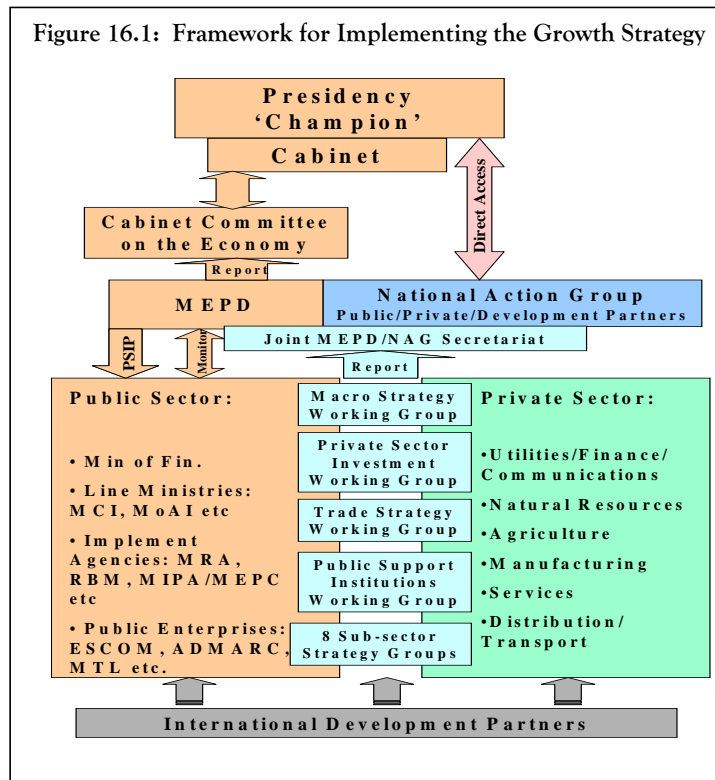 Figure 16.1: Framework for Implementing the Growth Strategy
Presidency
‘Champion’
Cabinet
Direct Access
Cabinet Committee
on the Economy
Report
MEPD
National Action Group
Public/Private/Development Partners
Joint MEPD/NAG Secretariat
PSIP
Monitor
Report
Public Sector:
• Min of Fin.
• Line Ministries:
MCI, MoAI etc
• Implement
Agencies: MRA,
RBM, MIPA/MEPC
etc
• Public Enterprises:
ESCOM, ADMARC,
MTL etc.
Macro Strategy
Working Group
Private Sector
Investment
Working Group
Trade Strategy
Working Group
Public Support
Institutions
Working Group
8 Sub-sector
Strategy Groups
Private Sector:
•Utilities/Finance/
Communications
•Natural Resources
•Agriculture
•Manufacturing
•Services
•Distribution/
Transport
International Development Partners